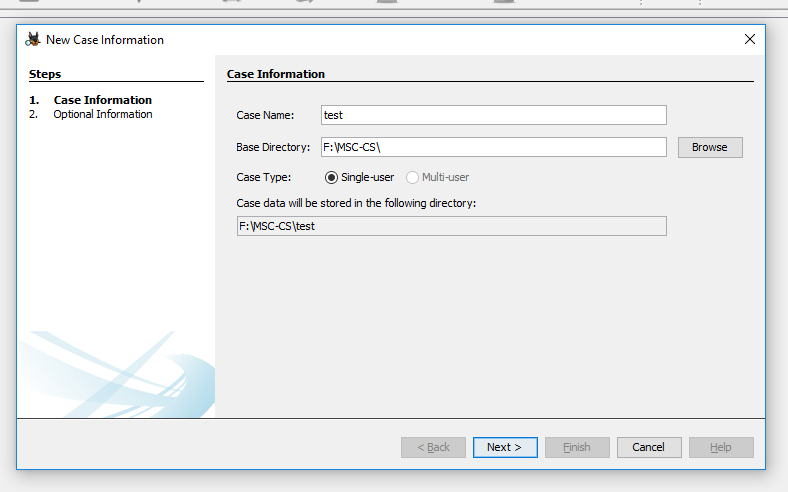 New Case Information
Steps
1. Case Information
2. Optional Information
Case Information
Case Name: test
Base Directory: F:\MSC-CS\ Browse
Case Type: Single-user Multi-user
Case data will be stored in the following directory:
F:\MSC-CS\test
< Back Next > Finish Cancel Help